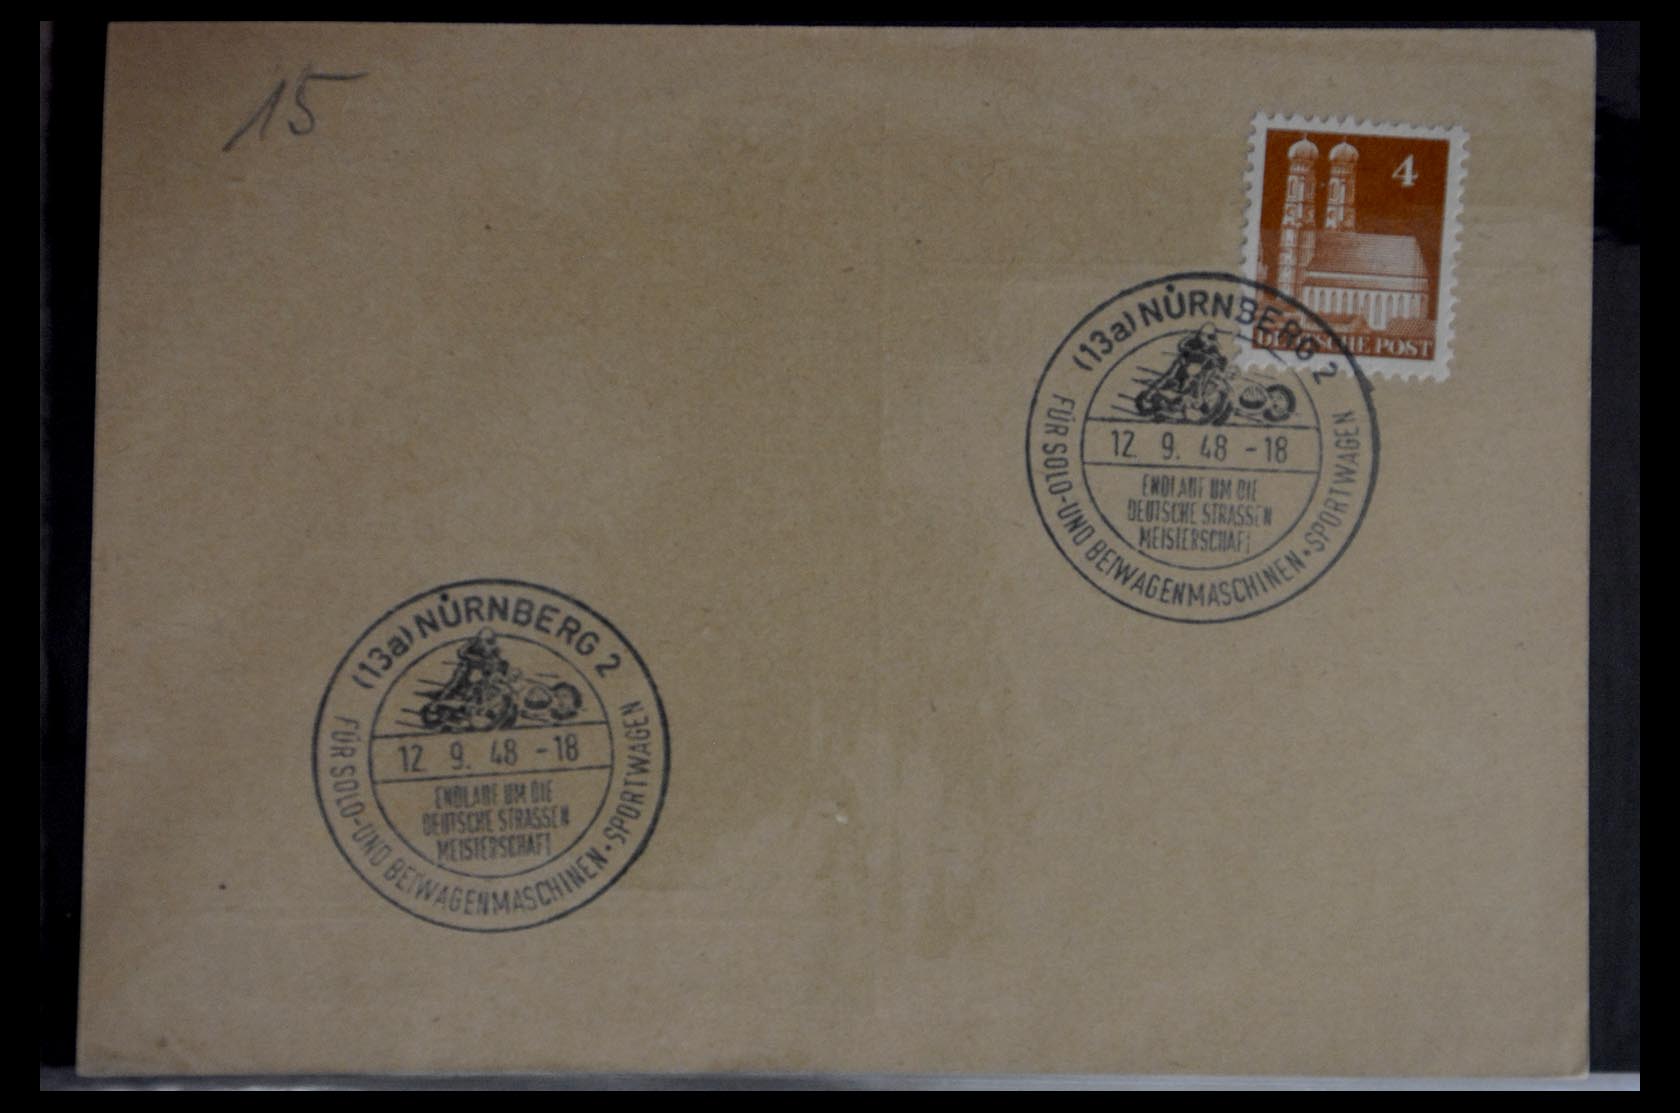 15
4
DEUTSCHE POST
(13a) NÜRNBERG 2
12. 9. 48 -18
ENDLAUF UM DIE
DEUTSCHE STRASSEN
MEISTERSCHAFT
FÜR SOLO-UND BEIWAGENMASCHINEN • SPORTWAGEN
(13a) NÜRNBERG 2
12 9. 48 -18
ENDLAUF UM DIE
DEUTSCHE STRASSEN
MEISTERSCHAFT
FÜR SOLO-UND BEIWAGENMASCHINEN • SPORTWAGEN